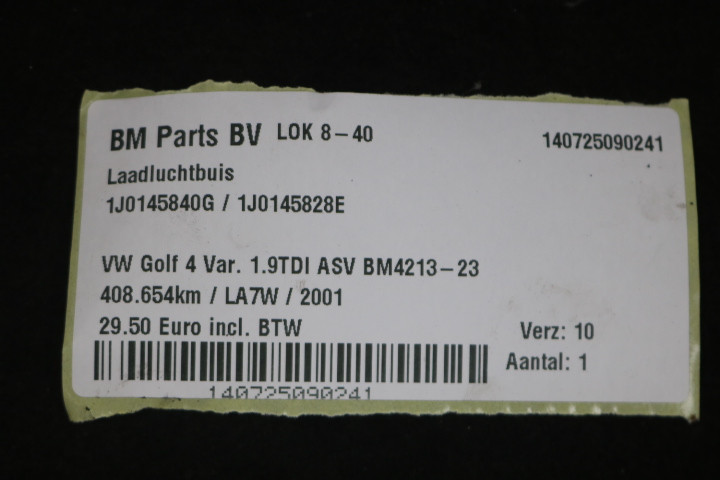 BM Parts BV LOK 8-40 140725090241
Laadluchtbuis
1J0145840G / 1J0145828E
VW Golf 4 Var. 1.9TDI ASV BM4213-23
408.654km / LA7W / 2001
29.50 Euro incl. BTW Verz: 10
Aantal: 1
140725090241